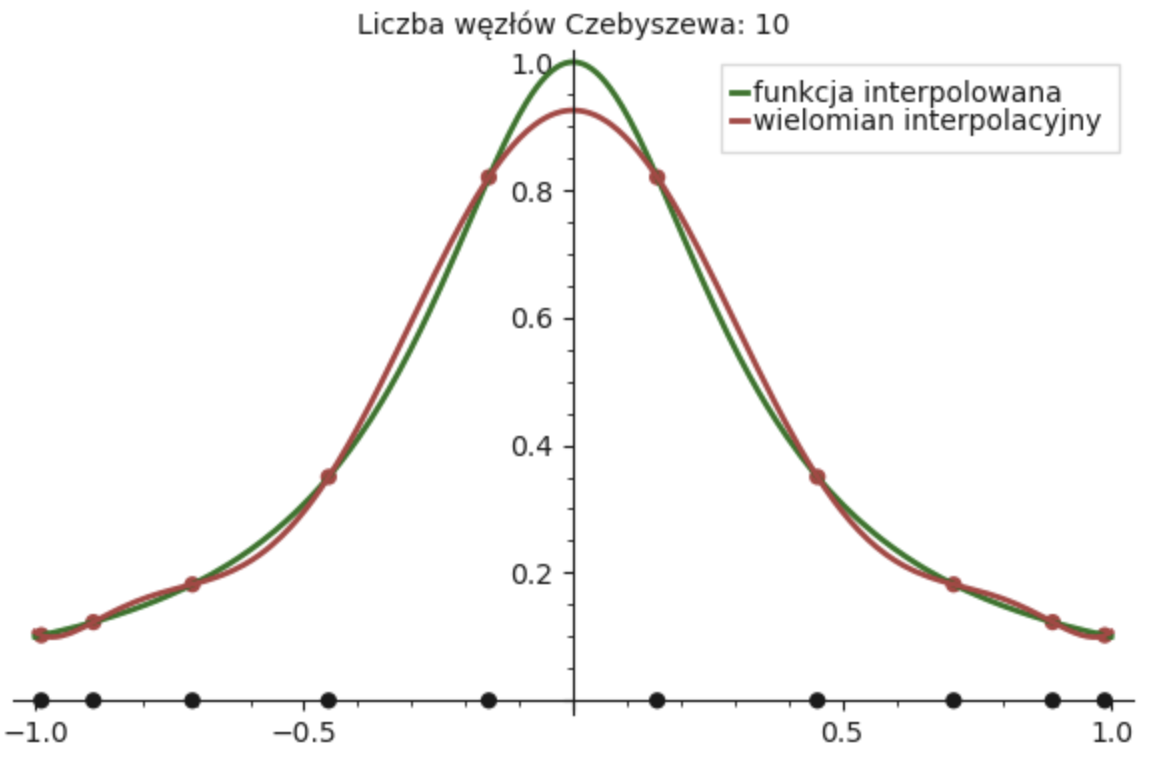 Liczba węzłów Czebyszewa: 10
1.0
funkcja interpolowana
wielomian interpolacyjny
0.8
0.6
0.4
0.2
−1.0 −0.5 0.5 1.0